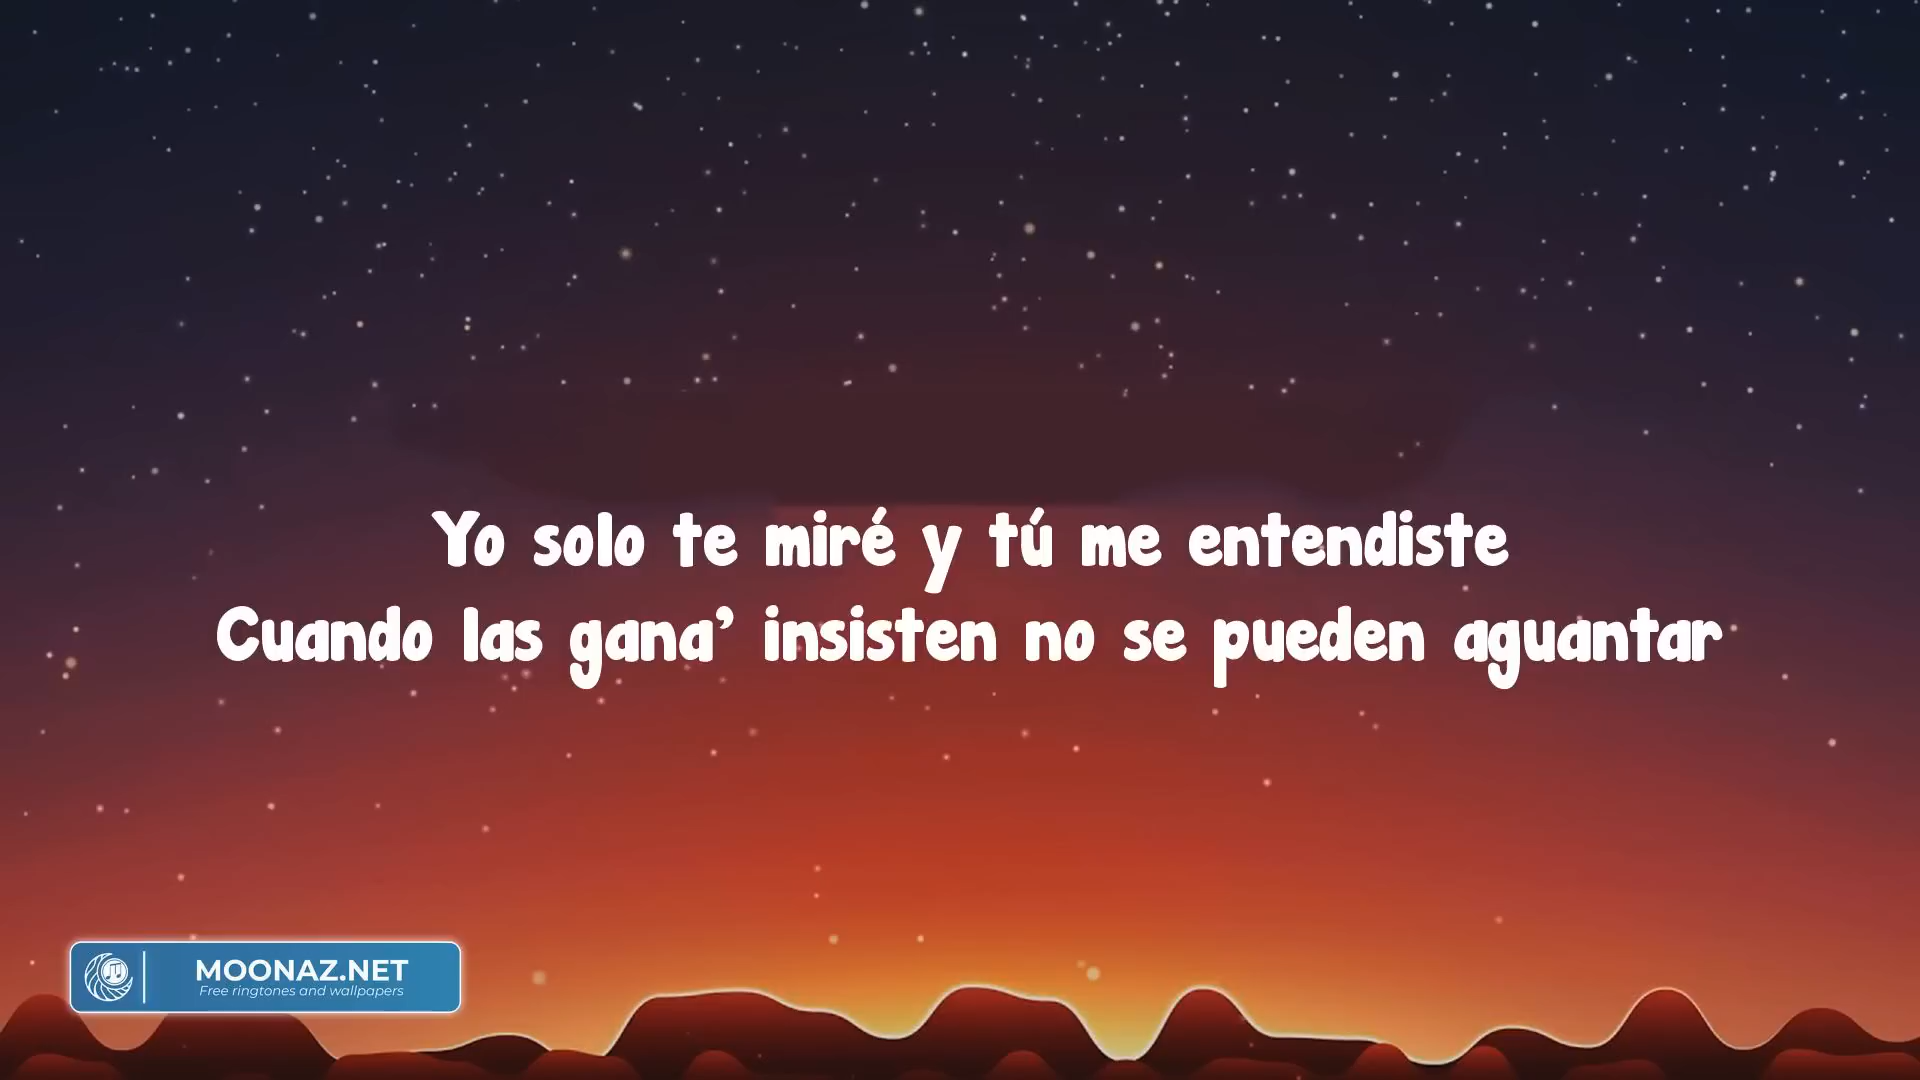 Yo solo te miré y tú me entendiste
Cuando las gana’ insisten no se pueden aguantar
MOONAZ.NET
Free ringtones and wallpapers